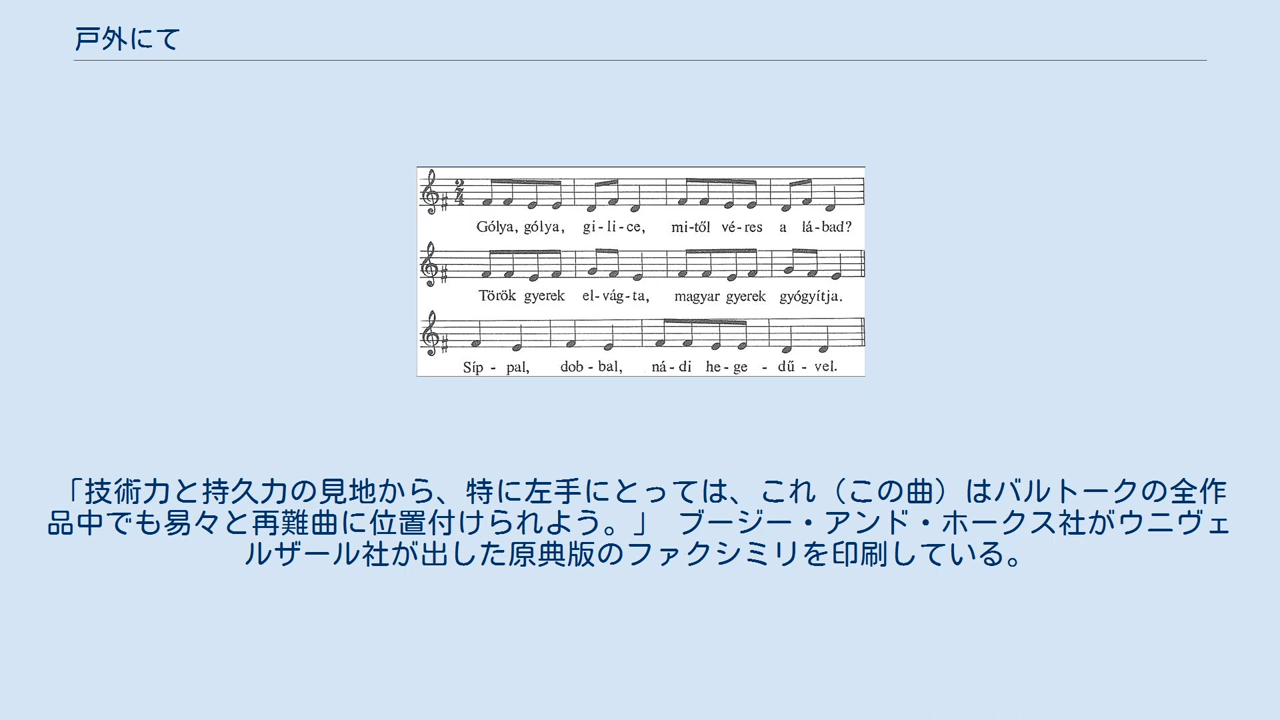 戸外にて
2
4
Gólya, gólya, gi-li-ce, mi-től vé-res a lá-bad?
Török gyerek el-vág-ta, magyar gyerek gyógyítja.
Síp - pal, dob - bal, ná-di he-ge - dű - vel.
「技術力と持久力の見地から、特に左手にとっては、これ（この曲）はバルトークの全作
品中でも易々と再難曲に位置付けられよう。」 ブージー・アンド・ホークス社がウニヴェ
ルザール社が出した原典版のファクシミリを印刷している。